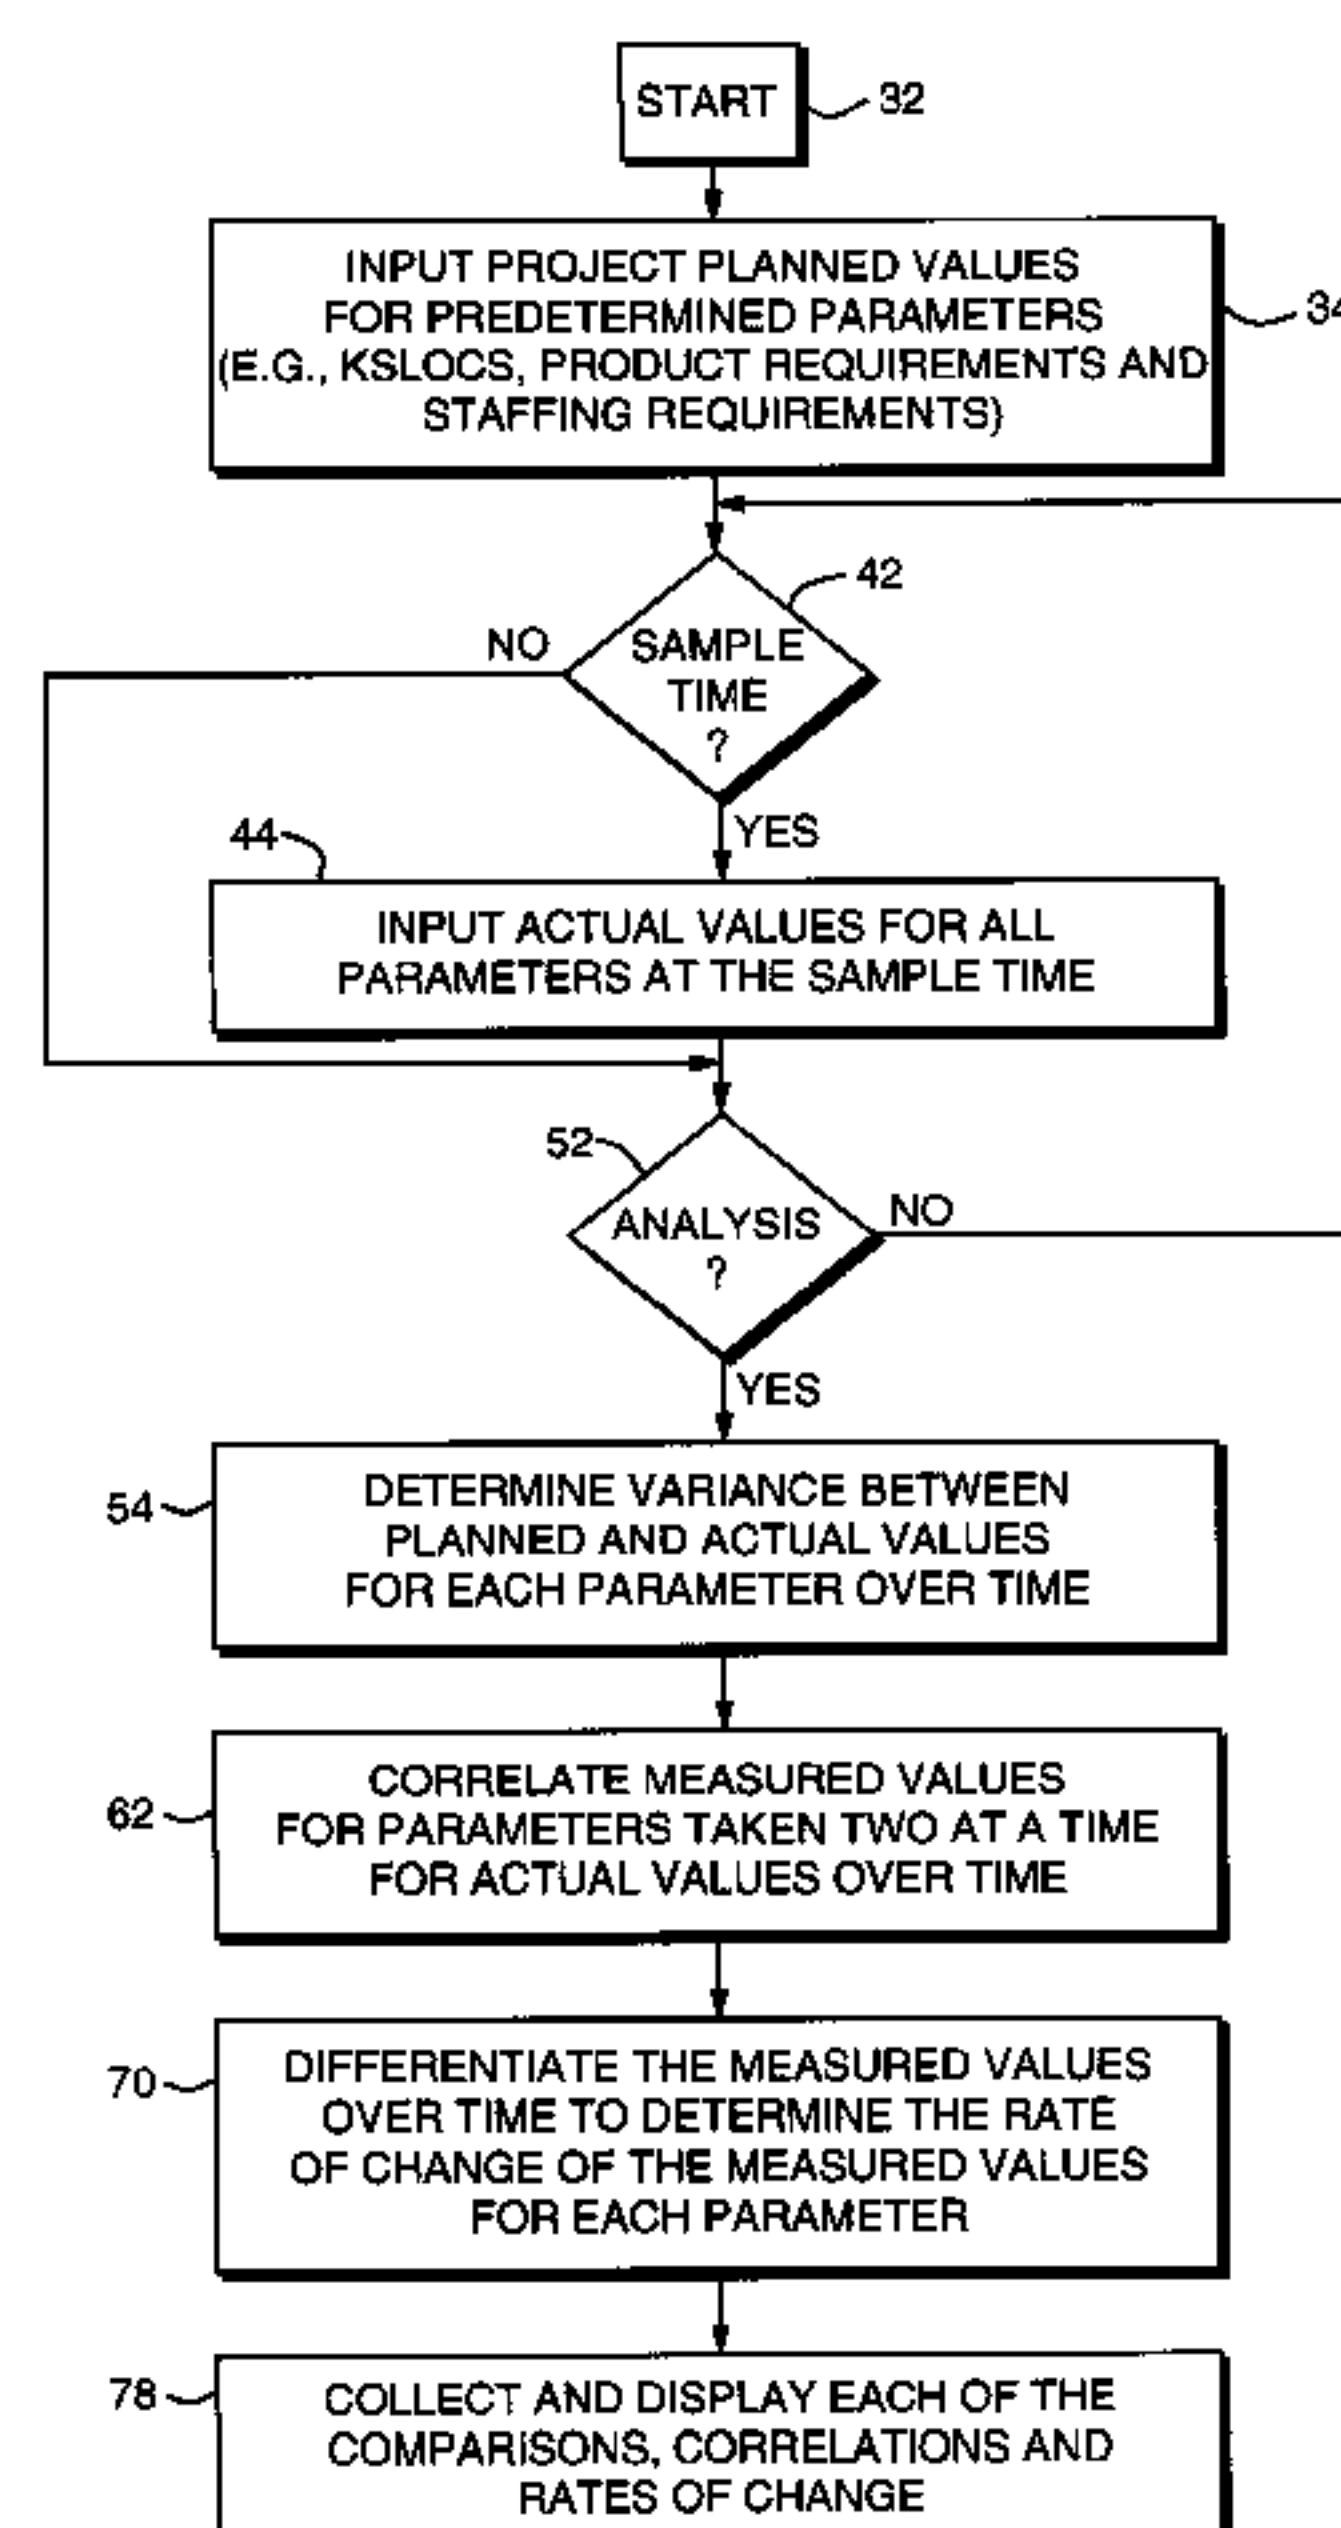 START
32
INPUT PROJECT PLANNED VALUES
FOR PREDETERMINED PARAMETERS
(E.G., KSLOCS, PRODUCT REQUIREMENTS AND
STAFFING REQUIREMENTS)
34
42
NO
SAMPLE
TIME
?
YES
44
INPUT ACTUAL VALUES FOR ALL
PARAMETERS AT THE SAMPLE TIME
52
ANALYSIS
?
NO
YES
54
DETERMINE VARIANCE BETWEEN
PLANNED AND ACTUAL VALUES
FOR EACH PARAMETER OVER TIME
62
CORRELATE MEASURED VALUES
FOR PARAMETERS TAKEN TWO AT A TIME
FOR ACTUAL VALUES OVER TIME
70
DIFFERENTIATE THE MEASURED VALUES
OVER TIME TO DETERMINE THE RATE
OF CHANGE OF THE MEASURED VALUES
FOR EACH PARAMETER
78
COLLECT AND DISPLAY EACH OF THE
COMPARISONS, CORRELATIONS AND
RATES OF CHANGE